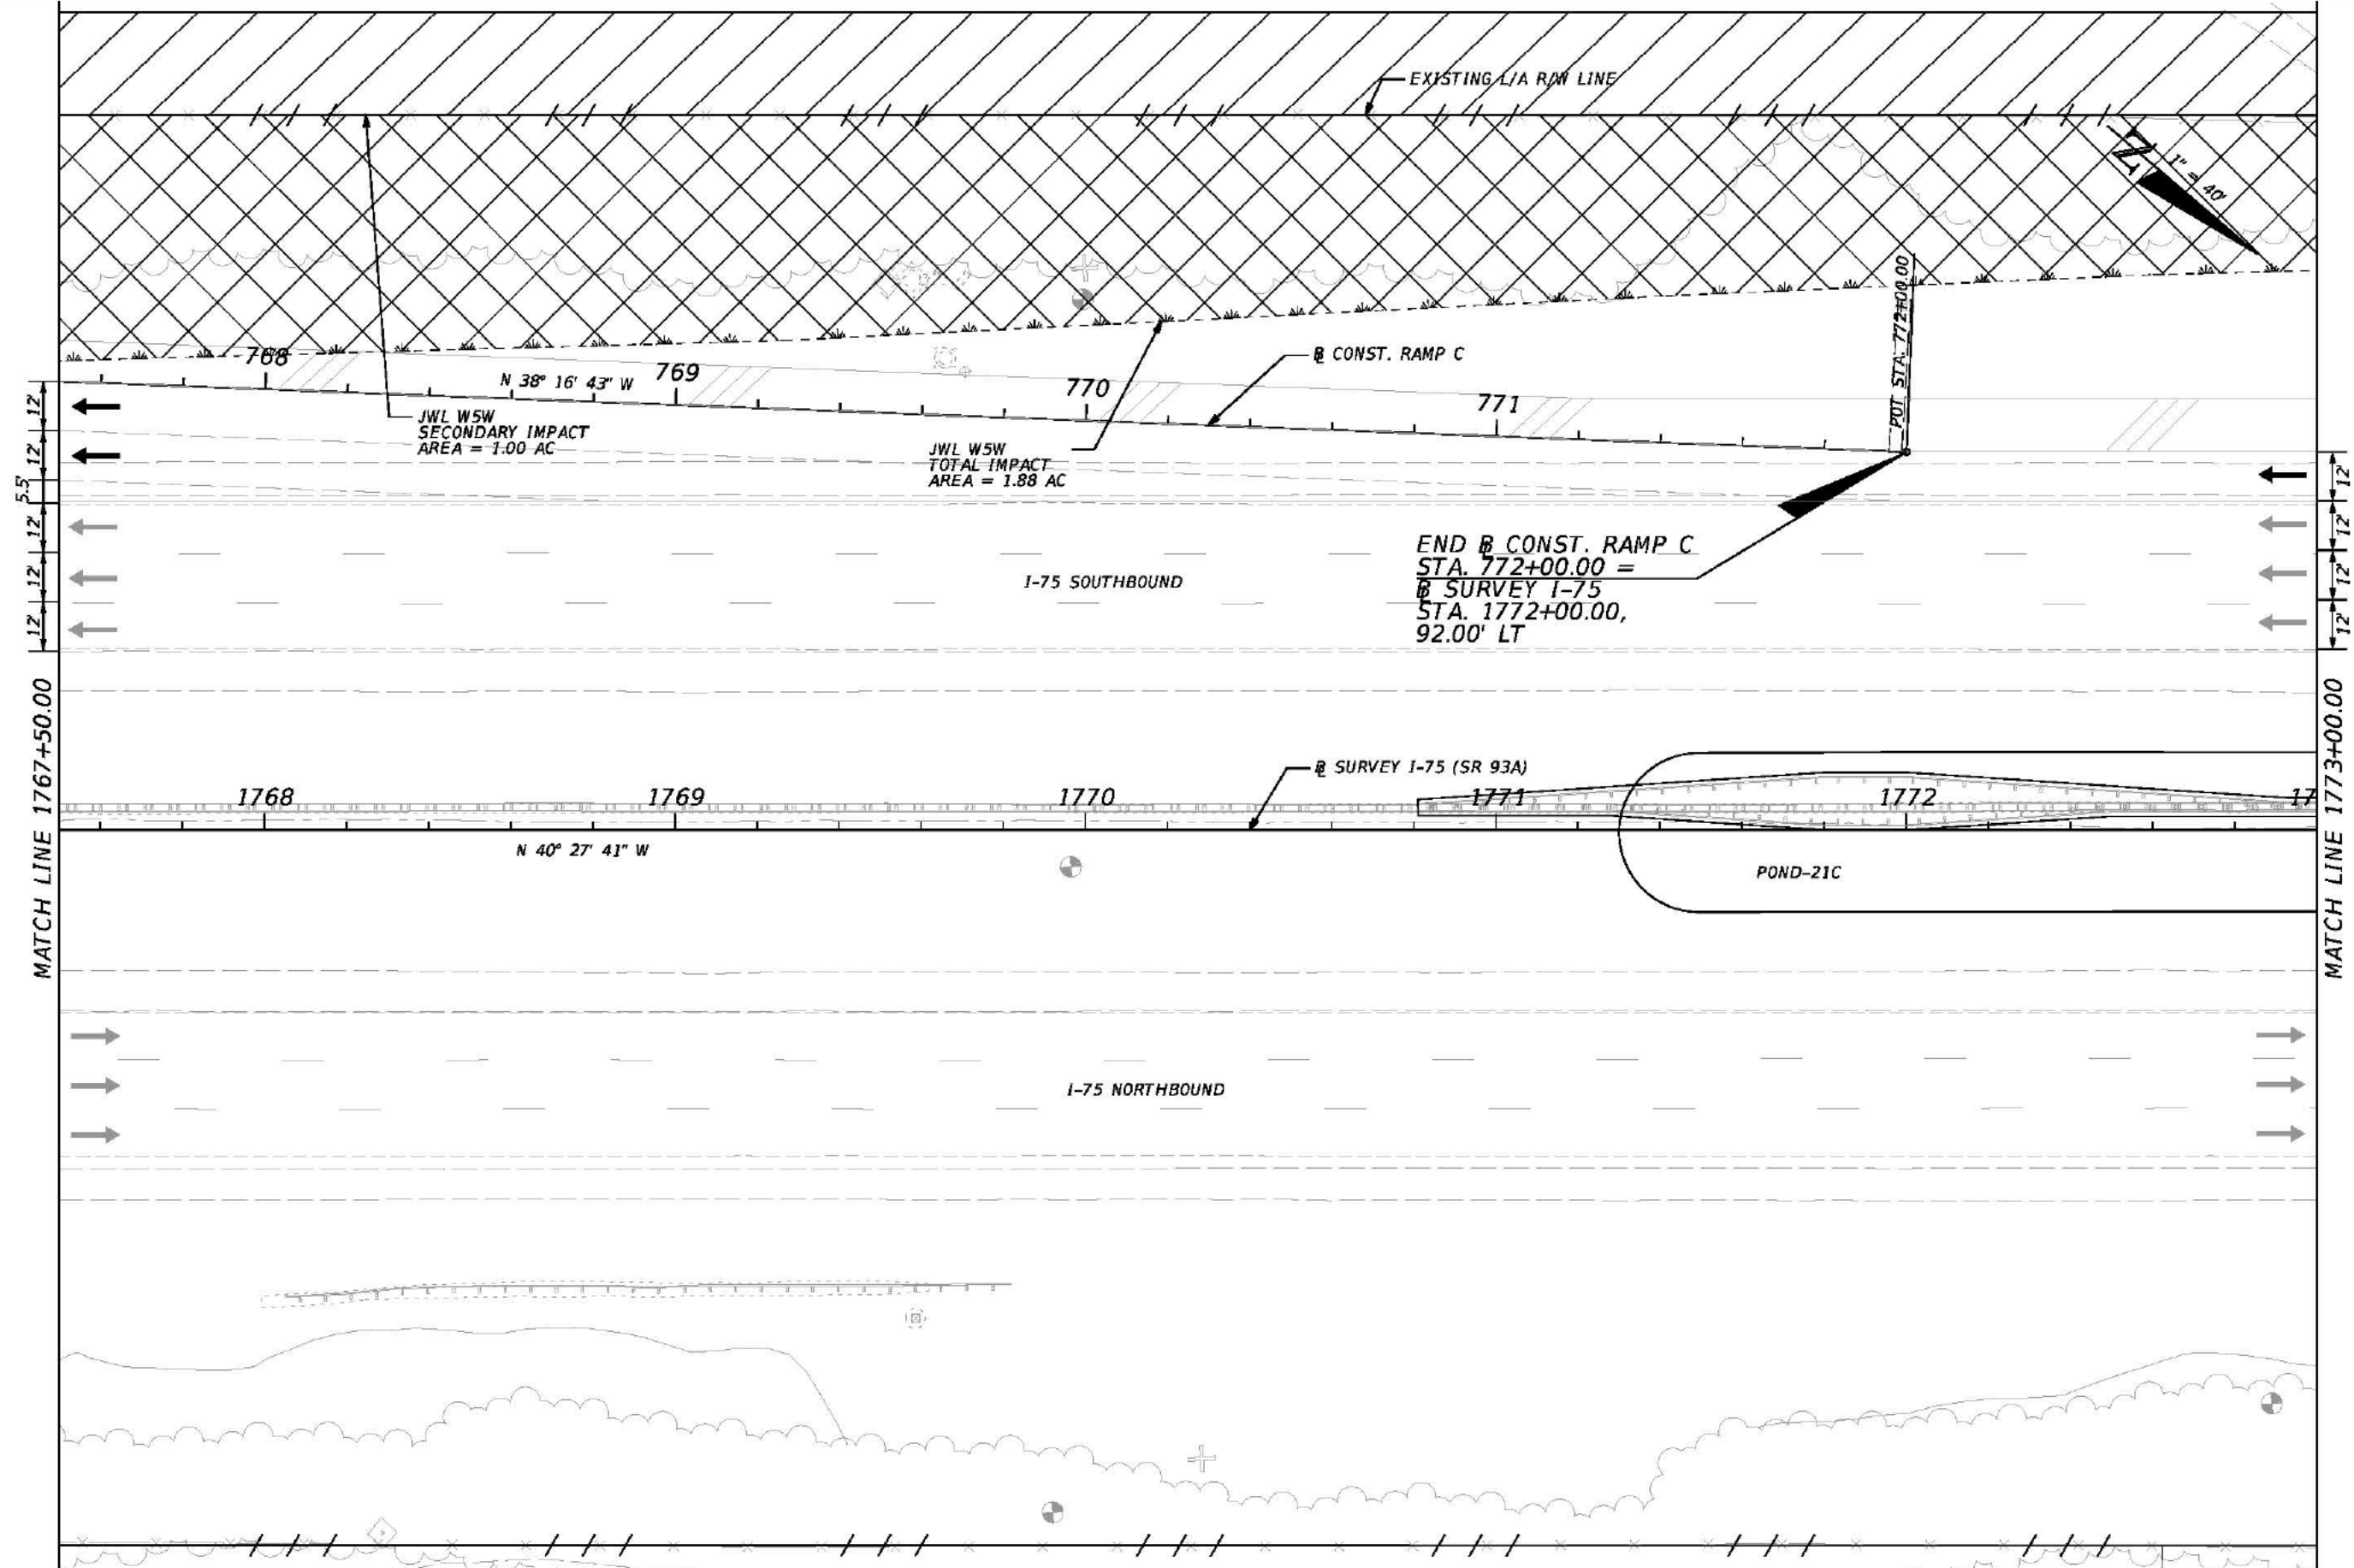 EXISTING L/A R/W LINE
1" = 40'
N
POT STA. 772+00.00
768
769
770
771
N 38° 16' 43" W
℄ CONST. RAMP C
JWL W5W
SECONDARY IMPACT
AREA = 1.00 AC
JWL W5W
TOTAL IMPACT
AREA = 1.88 AC
12'
12'
5.5'
12'
12'
12'
12'
12'
12'
12'
END ℄ CONST. RAMP C
STA. 772+00.00 =
℄ SURVEY I-75
STA. 1772+00.00,
92.00' LT
I-75 SOUTHBOUND
MATCH LINE 1767+50.00
MATCH LINE 1773+00.00
℄ SURVEY I-75 (SR 93A)
1768
1769
1770
1771
1772
17
N 40° 27' 41" W
POND-21C
I-75 NORTHBOUND